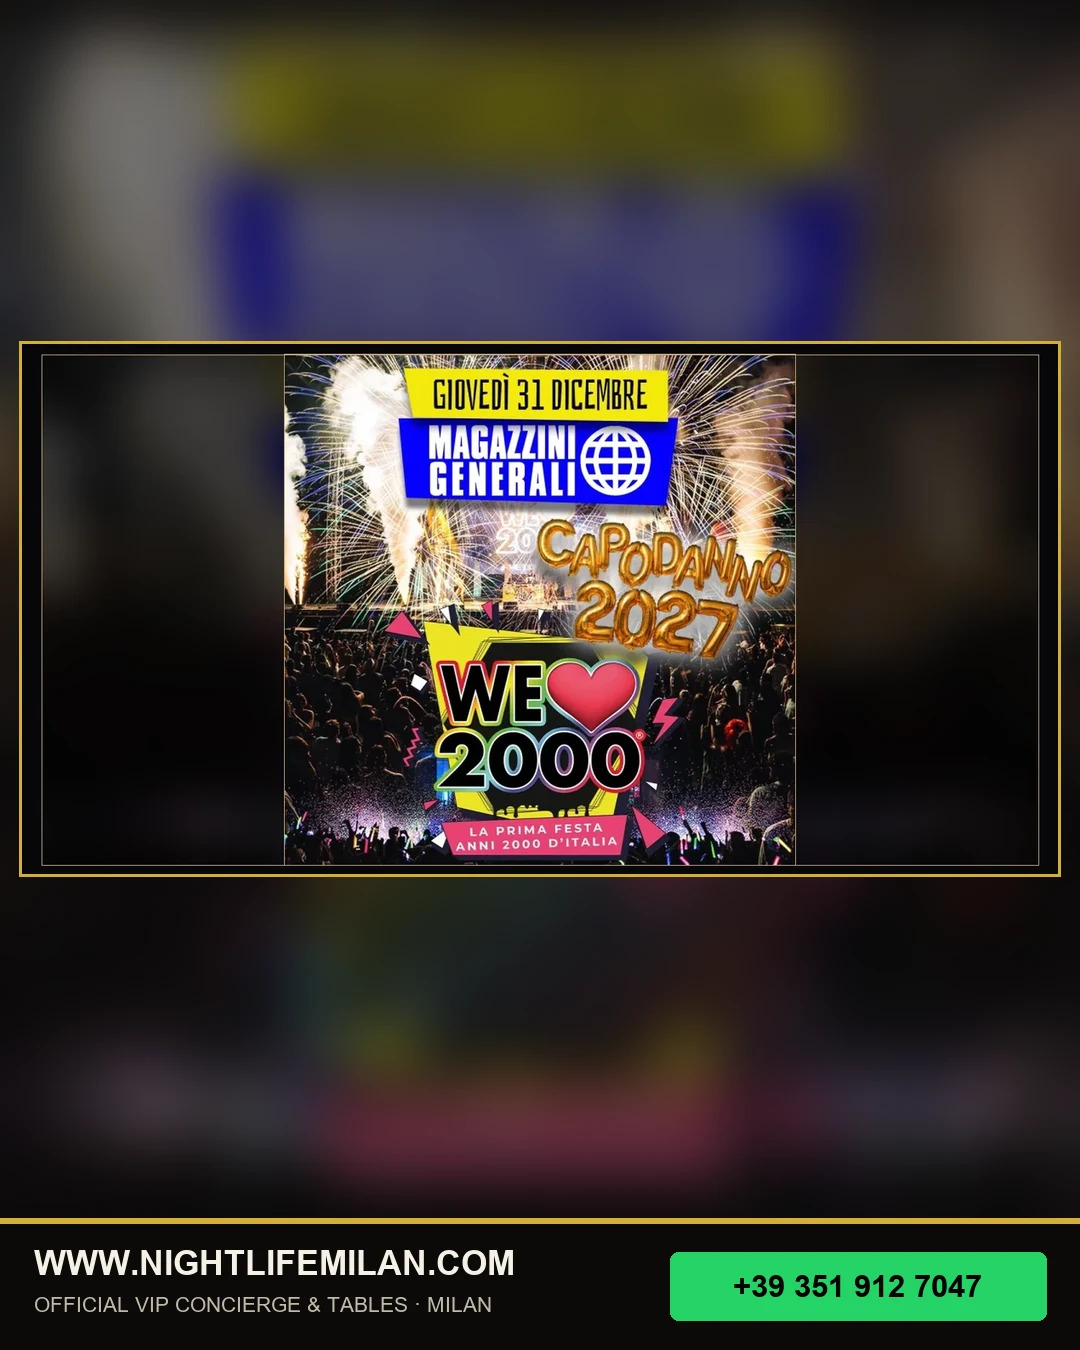 GIOVEDÌ 31 DICEMBRE
MAGAZZINI
GENERALI
CAPODANNO
2027
WE
2000®
LA PRIMA FESTA
ANNI 2000 D'ITALIA
WWW.NIGHTLIFEMILAN.COM
OFFICIAL VIP CONCIERGE & TABLES · MILAN
+39 351 912 7047